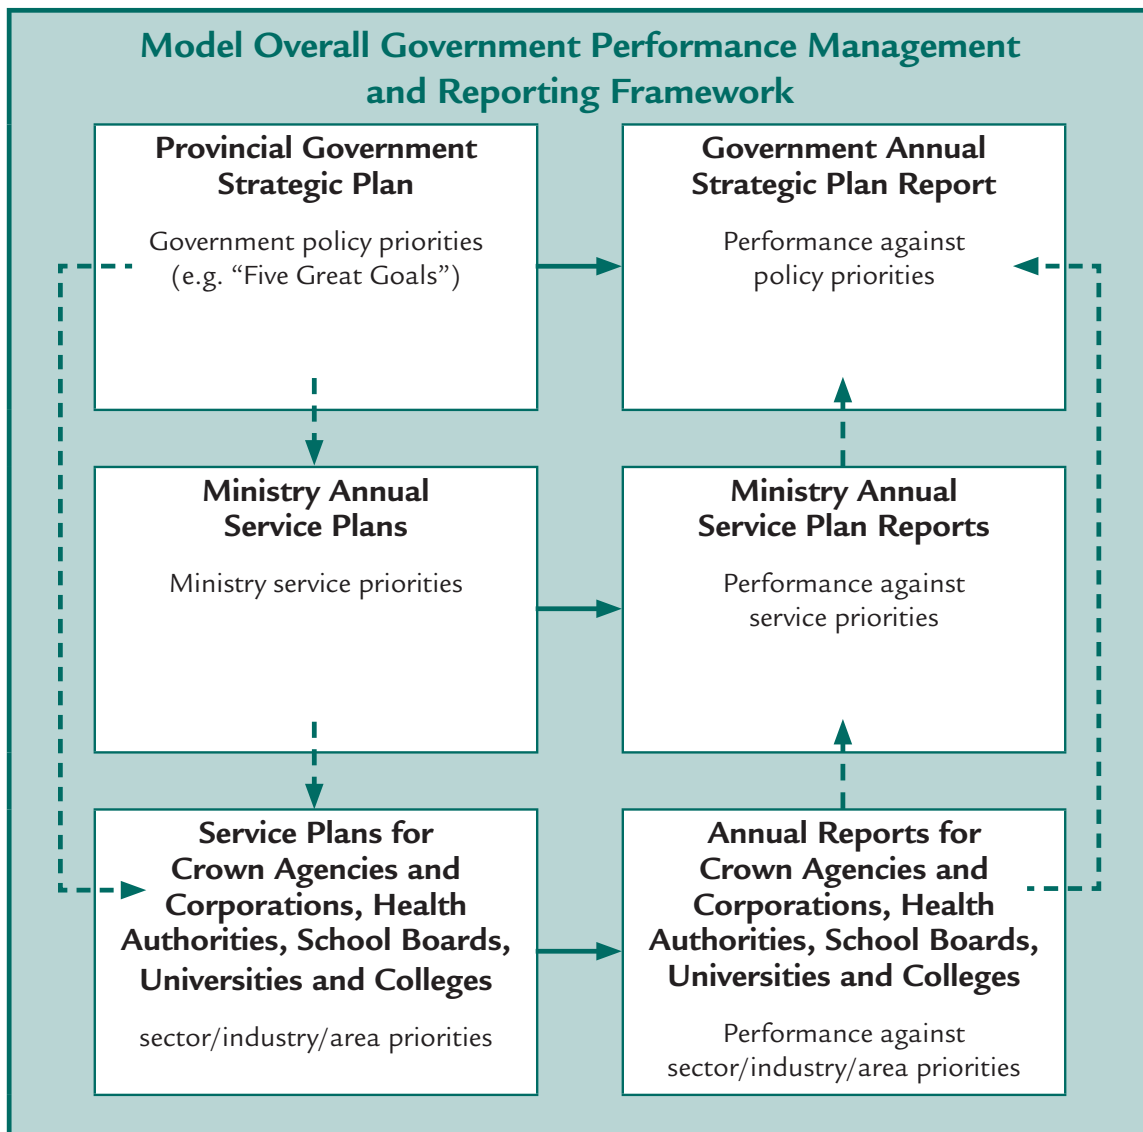 Model Overall Government Performance Management
and Reporting Framework
Provincial Government
Strategic Plan
Government policy priorities
(e.g. “Five Great Goals”)
Government Annual
Strategic Plan Report
Performance against
policy priorities
Ministry Annual
Service Plans
Ministry service priorities
Ministry Annual
Service Plan Reports
Performance against
service priorities
Service Plans for
Crown Agencies and
Corporations, Health
Authorities, School Boards,
Universities and Colleges
sector/industry/area priorities
Annual Reports for
Crown Agencies and
Corporations, Health
Authorities, School Boards,
Universities and Colleges
Performance against
sector/industry/area priorities